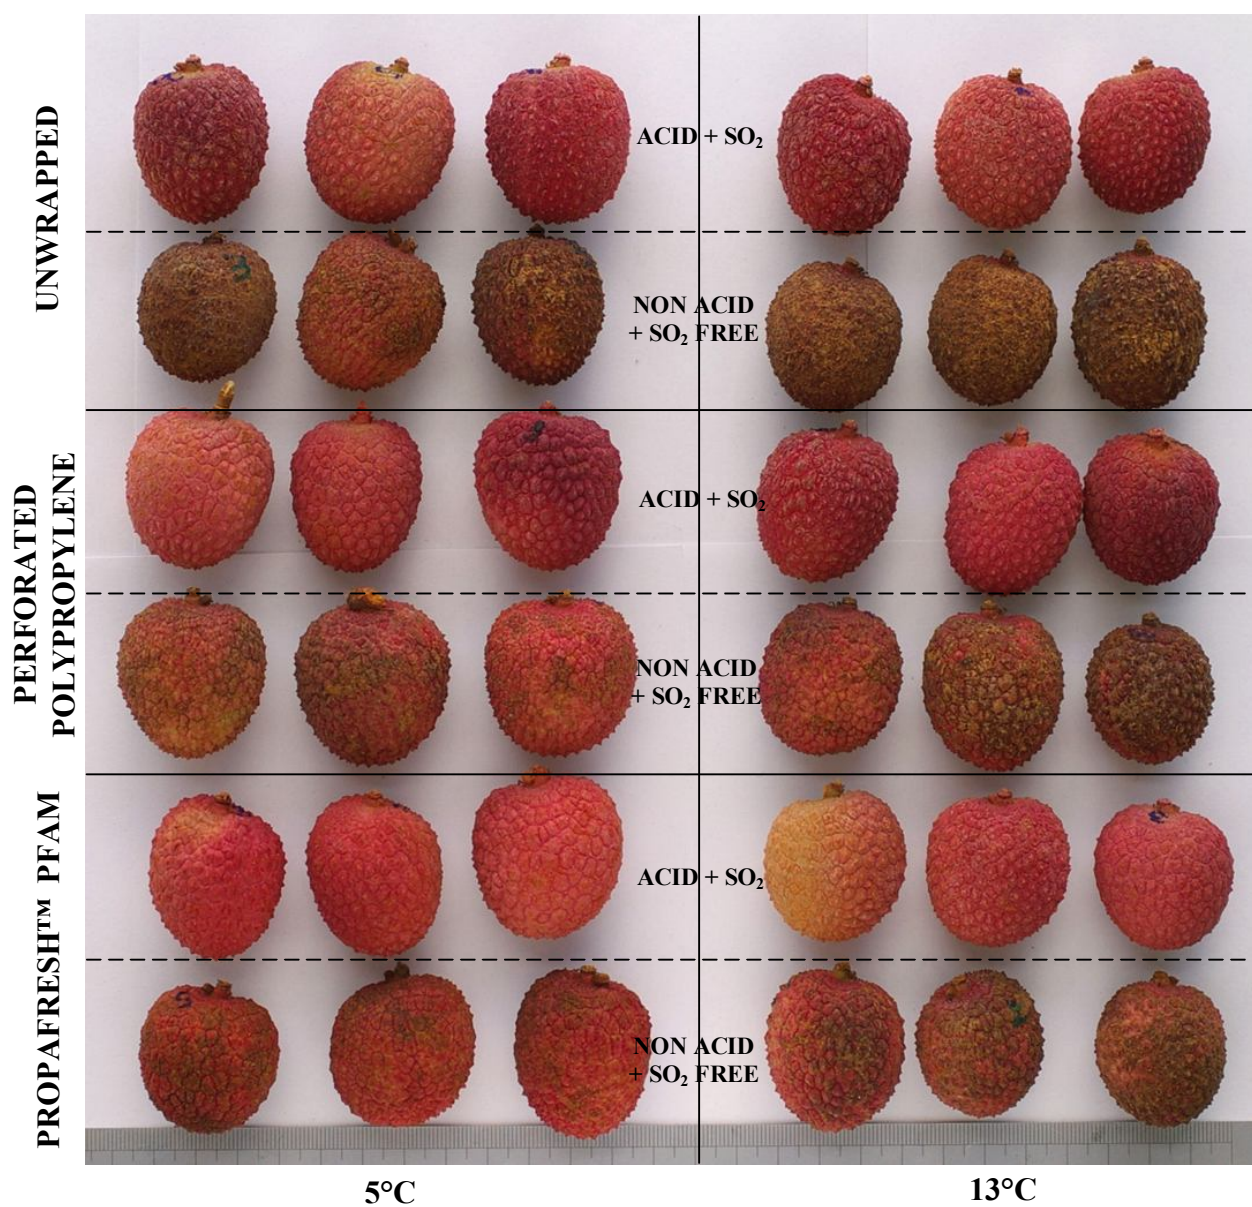 UNWRAPPED
ACID + SO₂
NON ACID
+ SO₂ FREE
PERFORATED
POLYPROPYLENE
ACID + SO₂
NON ACID
+ SO₂ FREE
PROPAFRESH™ PFAM
ACID + SO₂
NON ACID
+ SO₂ FREE
5°C
13°C